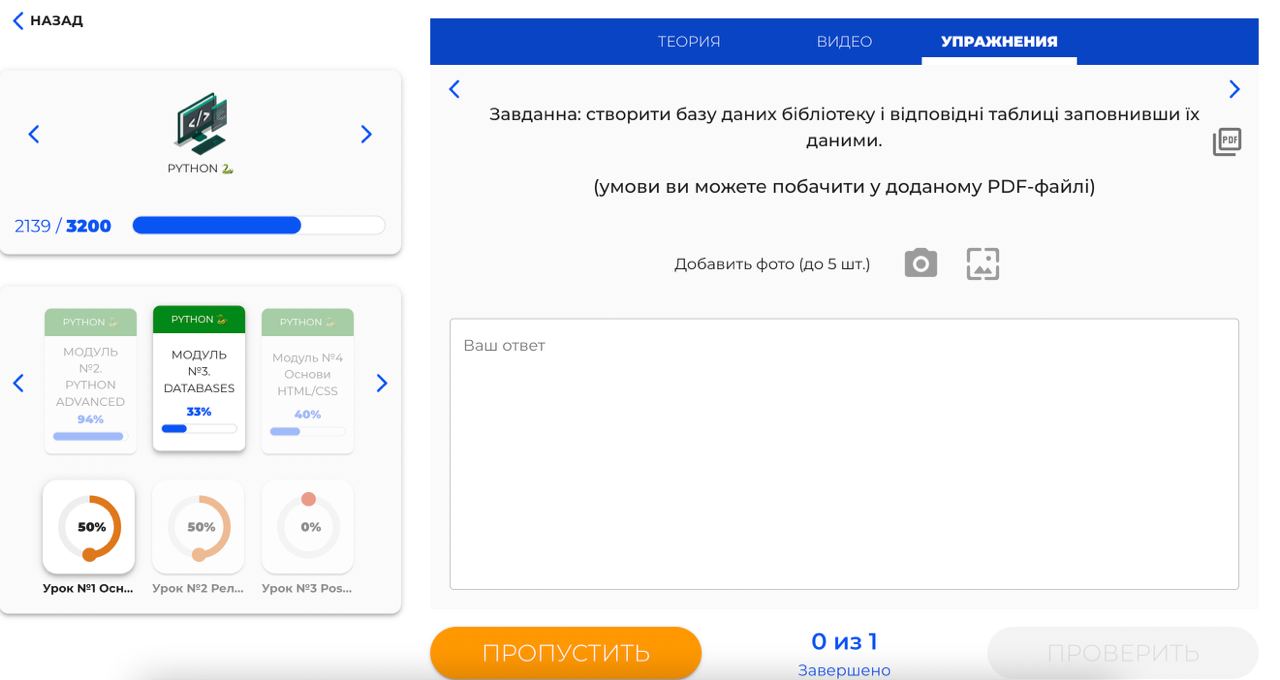 НАЗАД
PYTHON 🐍
2139 / 3200
PYTHON 🐍
МОДУЛЬ
№2.
PYTHON
ADVANCED
94%
PYTHON 🐍
МОДУЛЬ
№3.
DATABASES
33%
PYTHON 🐍
Модуль №4
Основи
HTML/CSS
40%
50%
Урок №1 Осн...
50%
Урок №2 Рел...
0%
Урок №3 Pos...
ТЕОРИЯ
ВИДЕО
УПРАЖНЕНИЯ
Завданна: створити базу даних бібліотеку і відповідні таблиці заповнивши їх
даними.
PDF
(умови ви можете побачити у доданому PDF-файлі)
Добавить фото (до 5 шт.)
Ваш ответ
ПРОПУСТИТЬ
0 из 1
Завершено
ПРОВЕРИТЬ